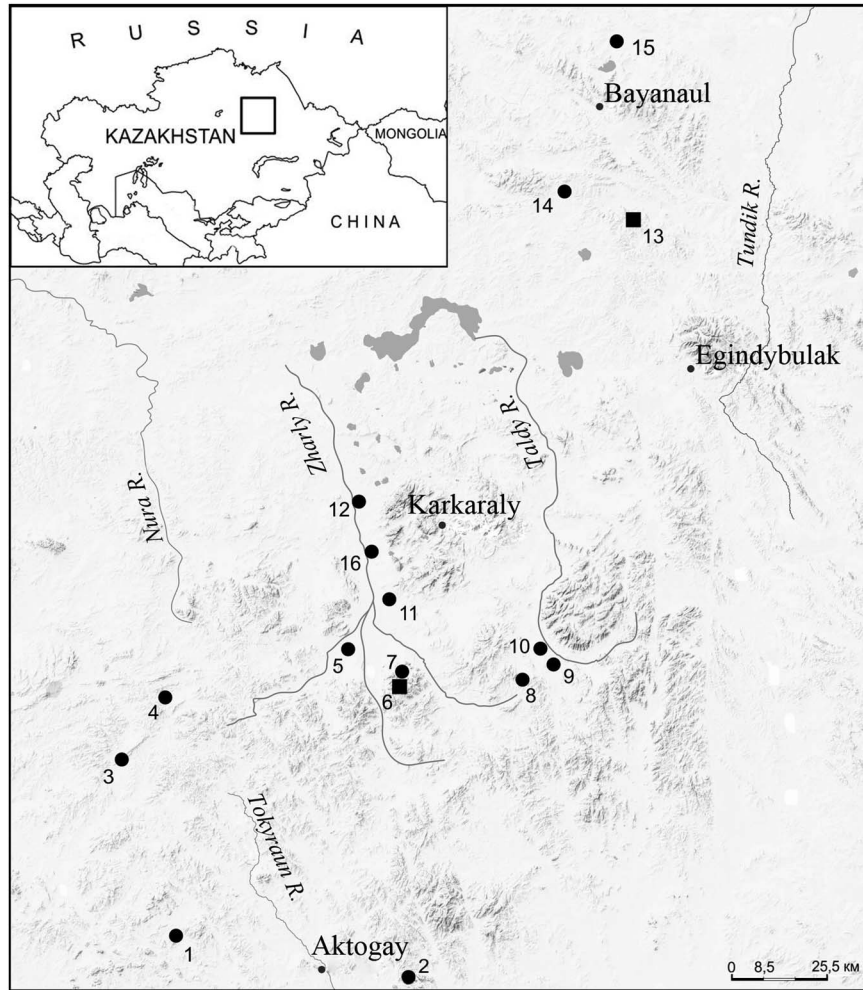 R U S S I A
KAZAKHSTAN
MONGOLIA
CHINA
15
Bayanaul
14
13
Tundik R.
Egindybulak
Zharly R.
Taldy R.
Nura R.
12
Karkaraly
16
11
5
10
7
9
6
8
4
3
Tokyraun R.
1
Aktogay
2
0 8,5 25,5 км